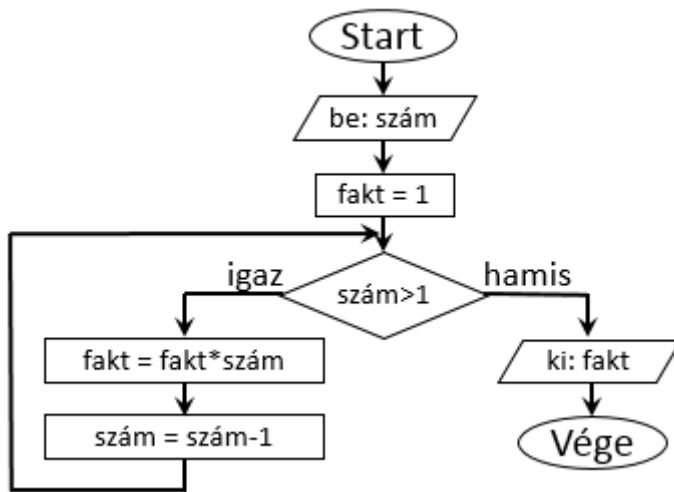 Start
be: szám
fakt = 1
igaz
hamis
szám>1
fakt = fakt*szám
ki: fakt
szám = szám-1
Vége